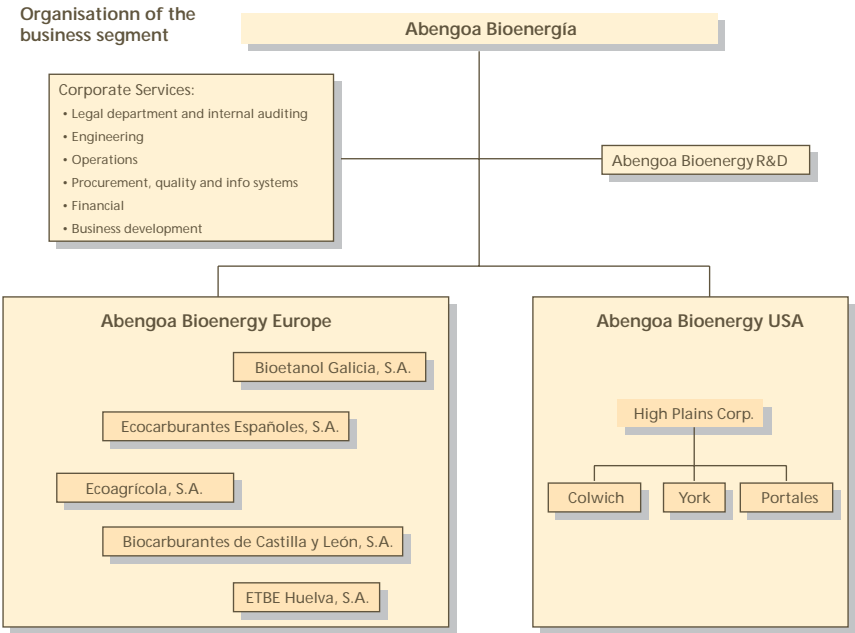 Organisationn of the
business segment
Abengoa Bioenergía
Corporate Services:
• Legal department and internal auditing
• Engineering
• Operations
• Procurement, quality and info systems
• Financial
• Business development
Abengoa Bioenergy R&D
Abengoa Bioenergy Europe
Bioetanol Galicia, S.A.
Ecocarburantes Españoles, S.A.
Ecoagrícola, S.A.
Biocarburantes de Castilla y León, S.A.
ETBE Huelva, S.A.
Abengoa Bioenergy USA
High Plains Corp.
Colwich
York
Portales